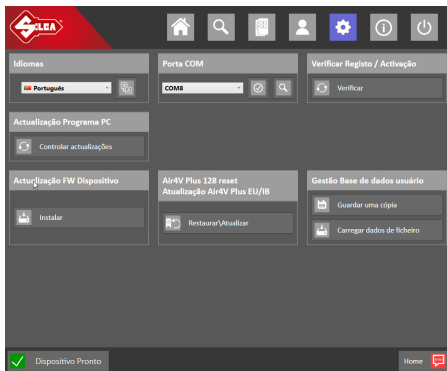 SILCA
Idiomas
Português
Porta COM
COM8
Verificar Registo / Activação
Verificar
Actualização Programa PC
Controlar actualizações
Actualização FW Dispositivo
Instalar
Air4V Plus 128 reset
Atualização Air4V Plus EU/IB
Restaurar\Atualizar
Gestão Base de dados usuário
Guardar uma cópia
Carregar dados de ficheiro
Dispositivo Pronto
Home